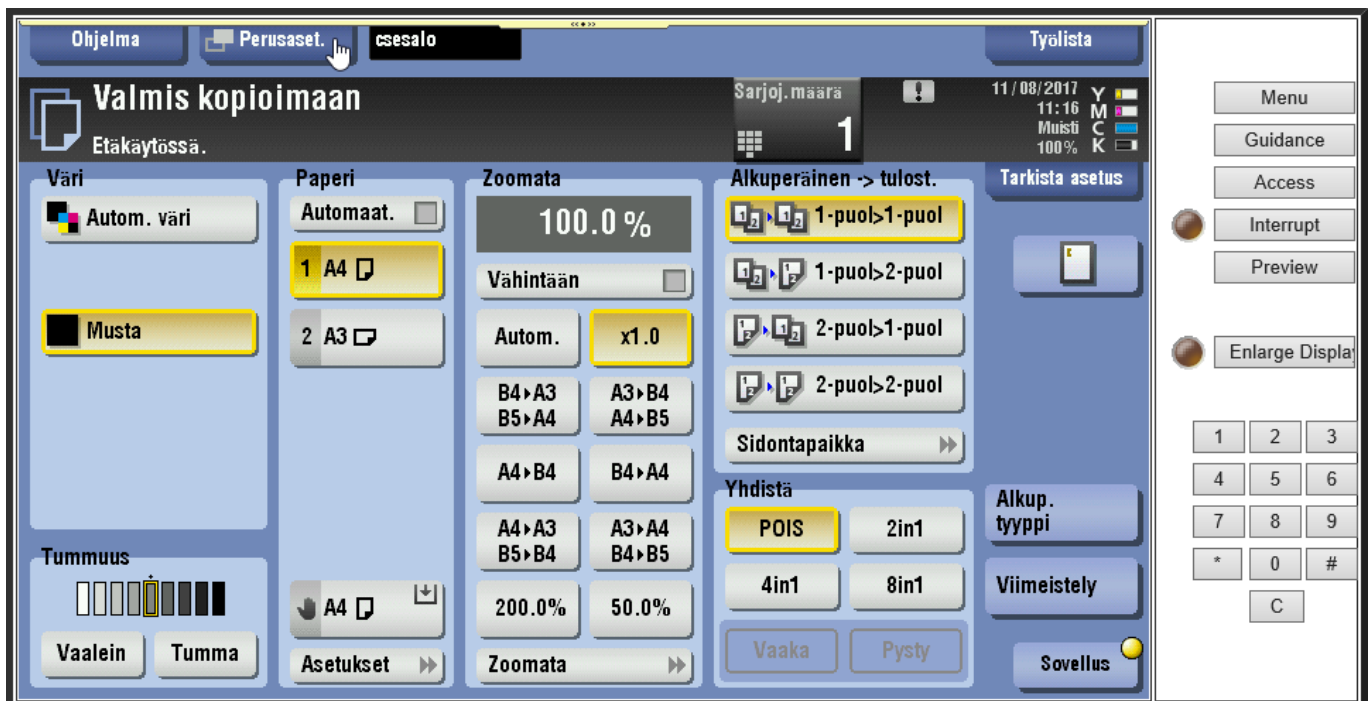 Ohjelma
Perusaset.
csesalo
Työlista
Valmis kopioimaan
Etäkäytössä.
Sarjoj.määrä
1
11/08/2017
11:16
Muisti
100%
Y
M
C
K
Väri
Autom. väri
Musta
Tummuus
Vaalein
Tumma
Paperi
Automaat.
1 A4
2 A3
A4
Asetukset
Zoomata
100.0 %
Vähintään
Autom.
x1.0
B4▸A3
B5▸A4
A3▸B4
A4▸B5
A4▸B4
B4▸A4
A4▸A3
B5▸B4
A3▸A4
B4▸B5
200.0%
50.0%
Zoomata
Alkuperäinen -> tulost.
1-puol>1-puol
1-puol>2-puol
2-puol>1-puol
2-puol>2-puol
Sidontapaikka
Yhdistä
POIS
2in1
4in1
8in1
Vaaka
Pysty
Tarkista asetus
Alkup.
tyyppi
Viimeistely
Sovellus
Menu
Guidance
Access
Interrupt
Preview
Enlarge Display
1 2 3
4 5 6
7 8 9
* 0 #
C